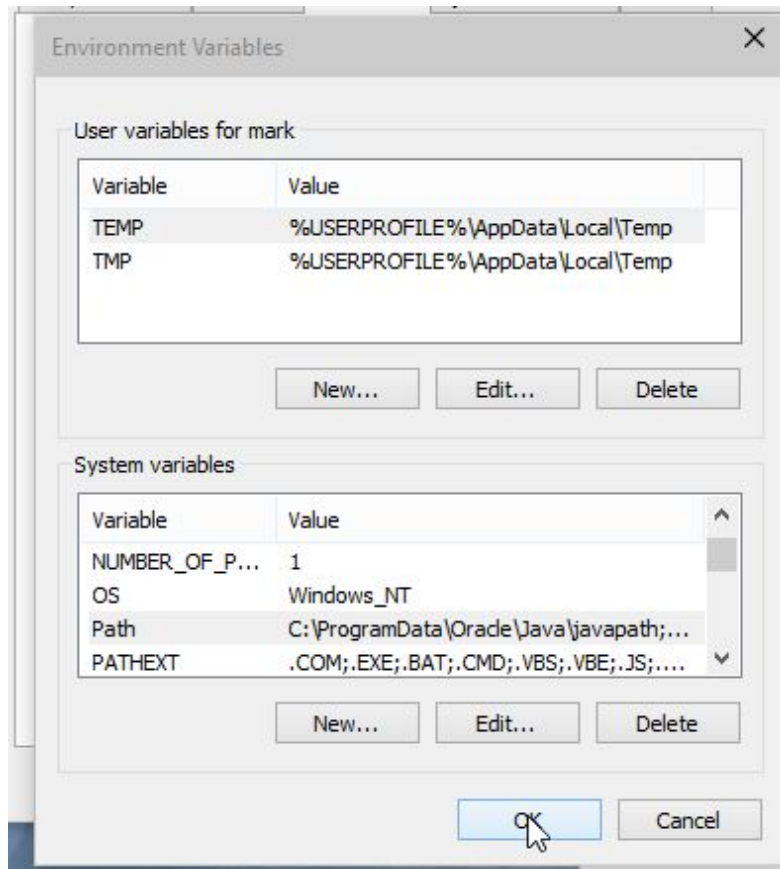 Environment Variables
User variables for mark
Variable Value
TEMP %USERPROFILE%\AppData\Local\Temp
TMP %USERPROFILE%\AppData\Local\Temp
New... Edit... Delete
System variables
Variable Value
NUMBER_OF_P... 1
OS Windows_NT
Path C:\ProgramData\Oracle\Java\javapath;...
PATHEXT .COM;.EXE;.BAT;.CMD;.VBS;.VBE;.JS;....
New... Edit... Delete
OK Cancel